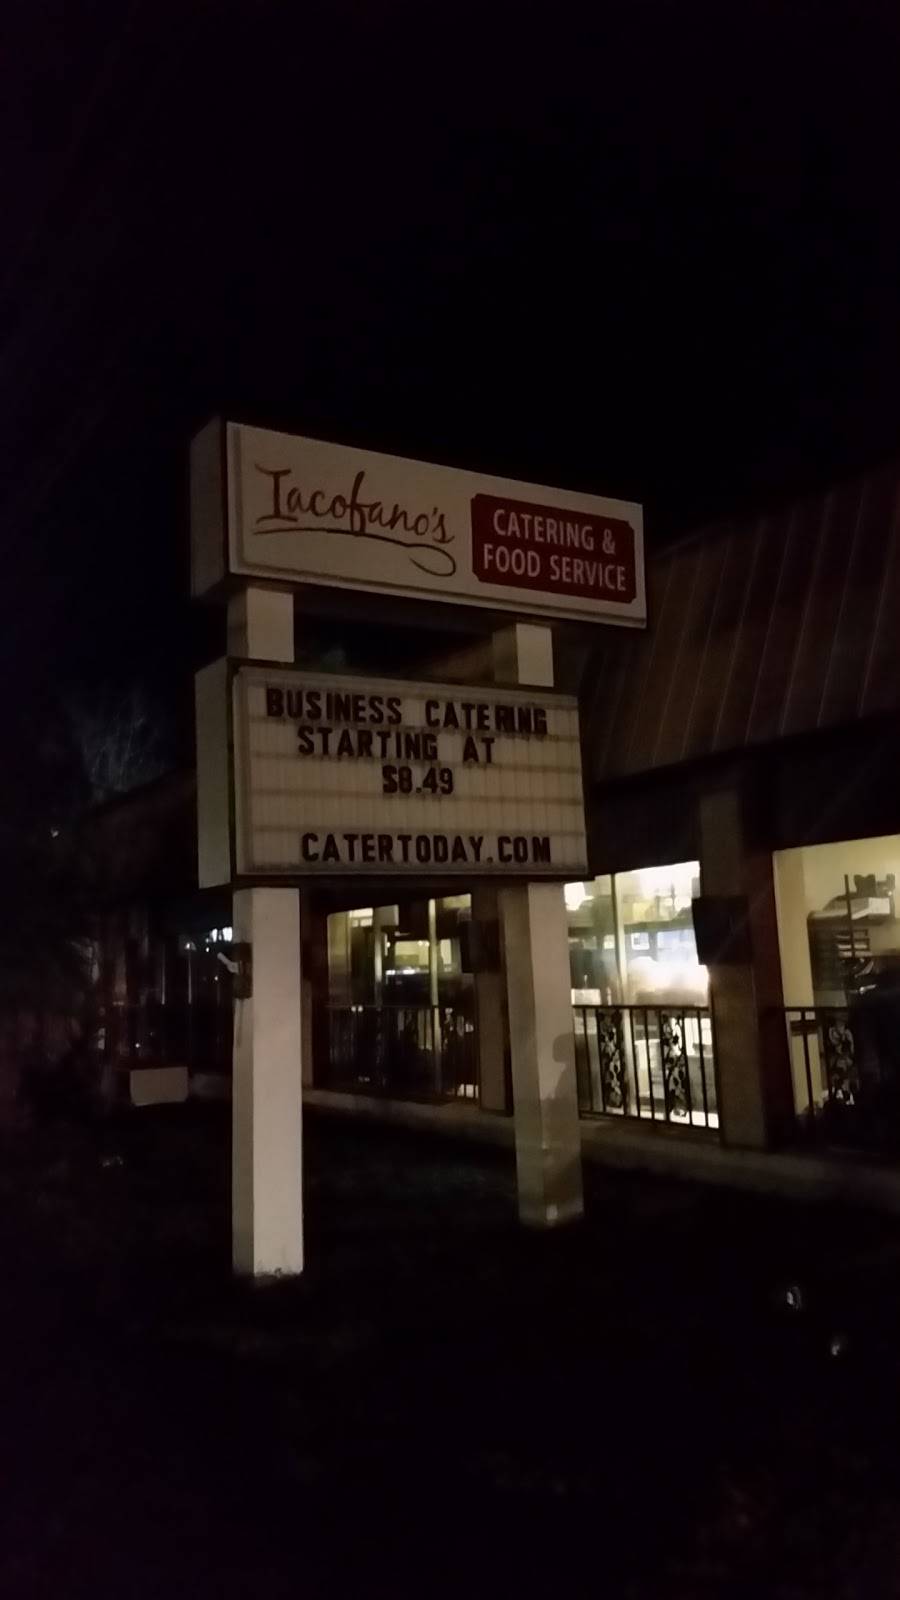 Iacofano's
CATERING &
FOOD SERVICE
BUSINESS CATERING
STARTING AT
$8.49
CATERTODAY.COM